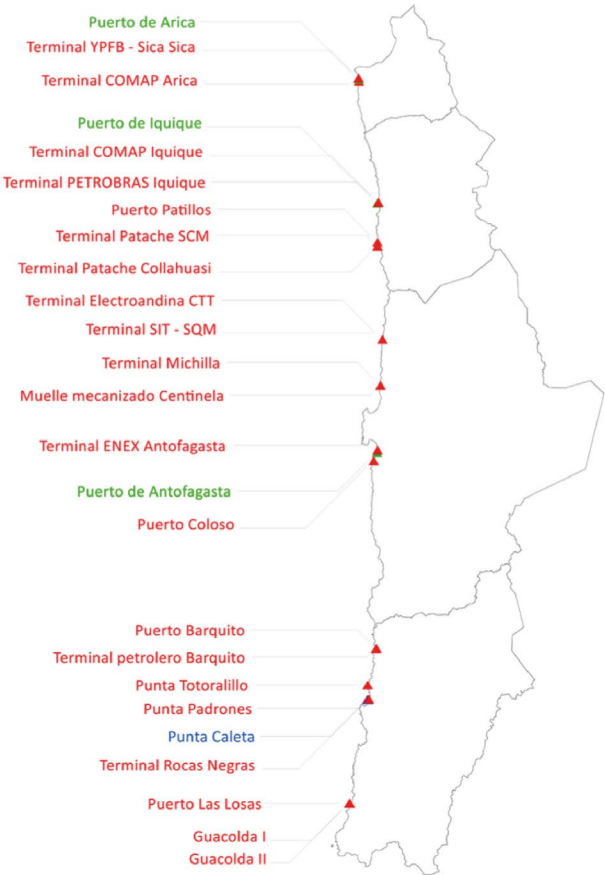 Puerto de Arica
Terminal YPFB - Sica Sica
Terminal COMAP Arica
Puerto de Iquique
Terminal COMAP Iquique
Terminal PETROBRAS Iquique
Puerto Patillos
Terminal Patache SCM
Terminal Patache Collahuasi
Terminal Electroandina CTT
Terminal SIT - SQM
Terminal Michilla
Muelle mecanizado Centinela
Terminal ENEX Antofagasta
Puerto de Antofagasta
Puerto Coloso
Puerto Barquito
Terminal petrolero Barquito
Punta Totoralillo
Punta Padrones
Punta Caleta
Terminal Rocas Negras
Puerto Las Losas
Guacolda I
Guacolda II